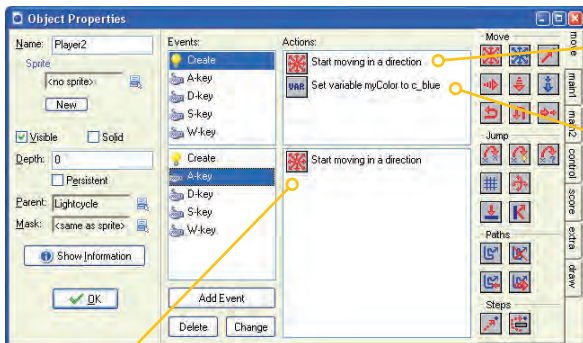 Object Properties
Name: Player2
Sprite
<no sprite>
New
Visible Solid
Depth: 0
Persistent
Parent: Lightcycle
Mask: <same as sprite>
Show Information
OK
Events:
Create
A-key
D-key
S-key
W-key
Create
A-key
D-key
S-key
W-key
Add Event
Delete Change
Actions:
Start moving in a direction
VAR Set variable myColor to c_blue
Start moving in a direction
Move
Jump
Paths
Steps
move
main1
main2
control
score
extra
draw